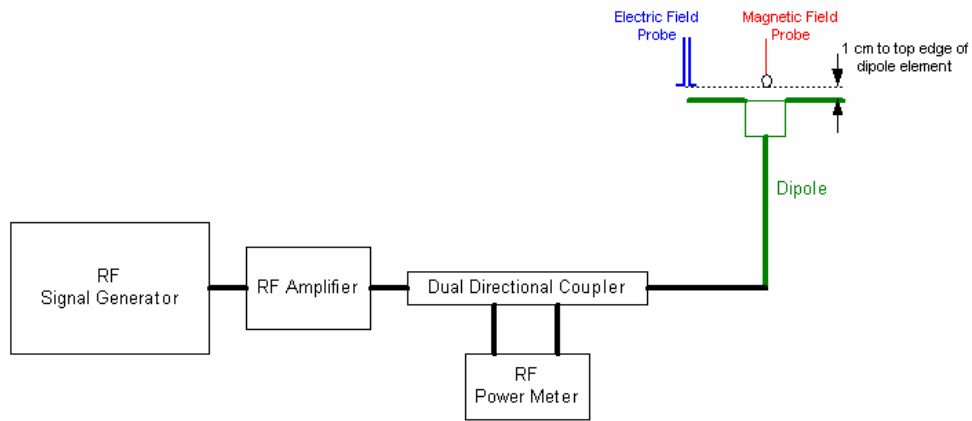 Electric Field
Probe
Magnetic Field
Probe
1 cm to top edge of
dipole element
Dipole
RF
Signal Generator
RF Amplifier
Dual Directional Coupler
RF
Power Meter